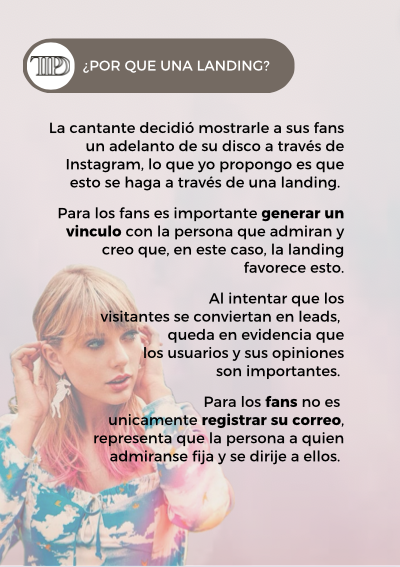 TTPD
¿POR QUE UNA LANDING?
La cantante decidió mostrarle a sus fans
un adelanto de su disco a través de
Instagram, lo que yo propongo es que
esto se haga a través de una landing.
Para los fans es importante generar un
vinculo con la persona que admiran y
creo que, en este caso, la landing
favorece esto.
Al intentar que los
visitantes se conviertan en leads,
queda en evidencia que
los usuarios y sus opiniones
son importantes.
Para los fans no es
unicamente registrar su correo,
representa que la persona a quien
admiranse fija y se dirije a ellos.